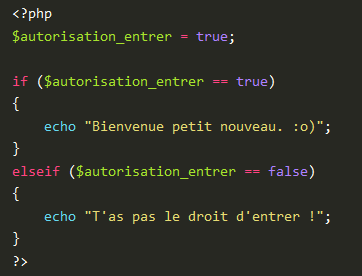 <?php
$autorisation_entrer = true;
if ($autorisation_entrer == true)
{
echo "Bienvenue petit nouveau. :o)";
}
elseif ($autorisation_entrer == false)
{
echo "T'as pas le droit d'entrer !";
}
?>